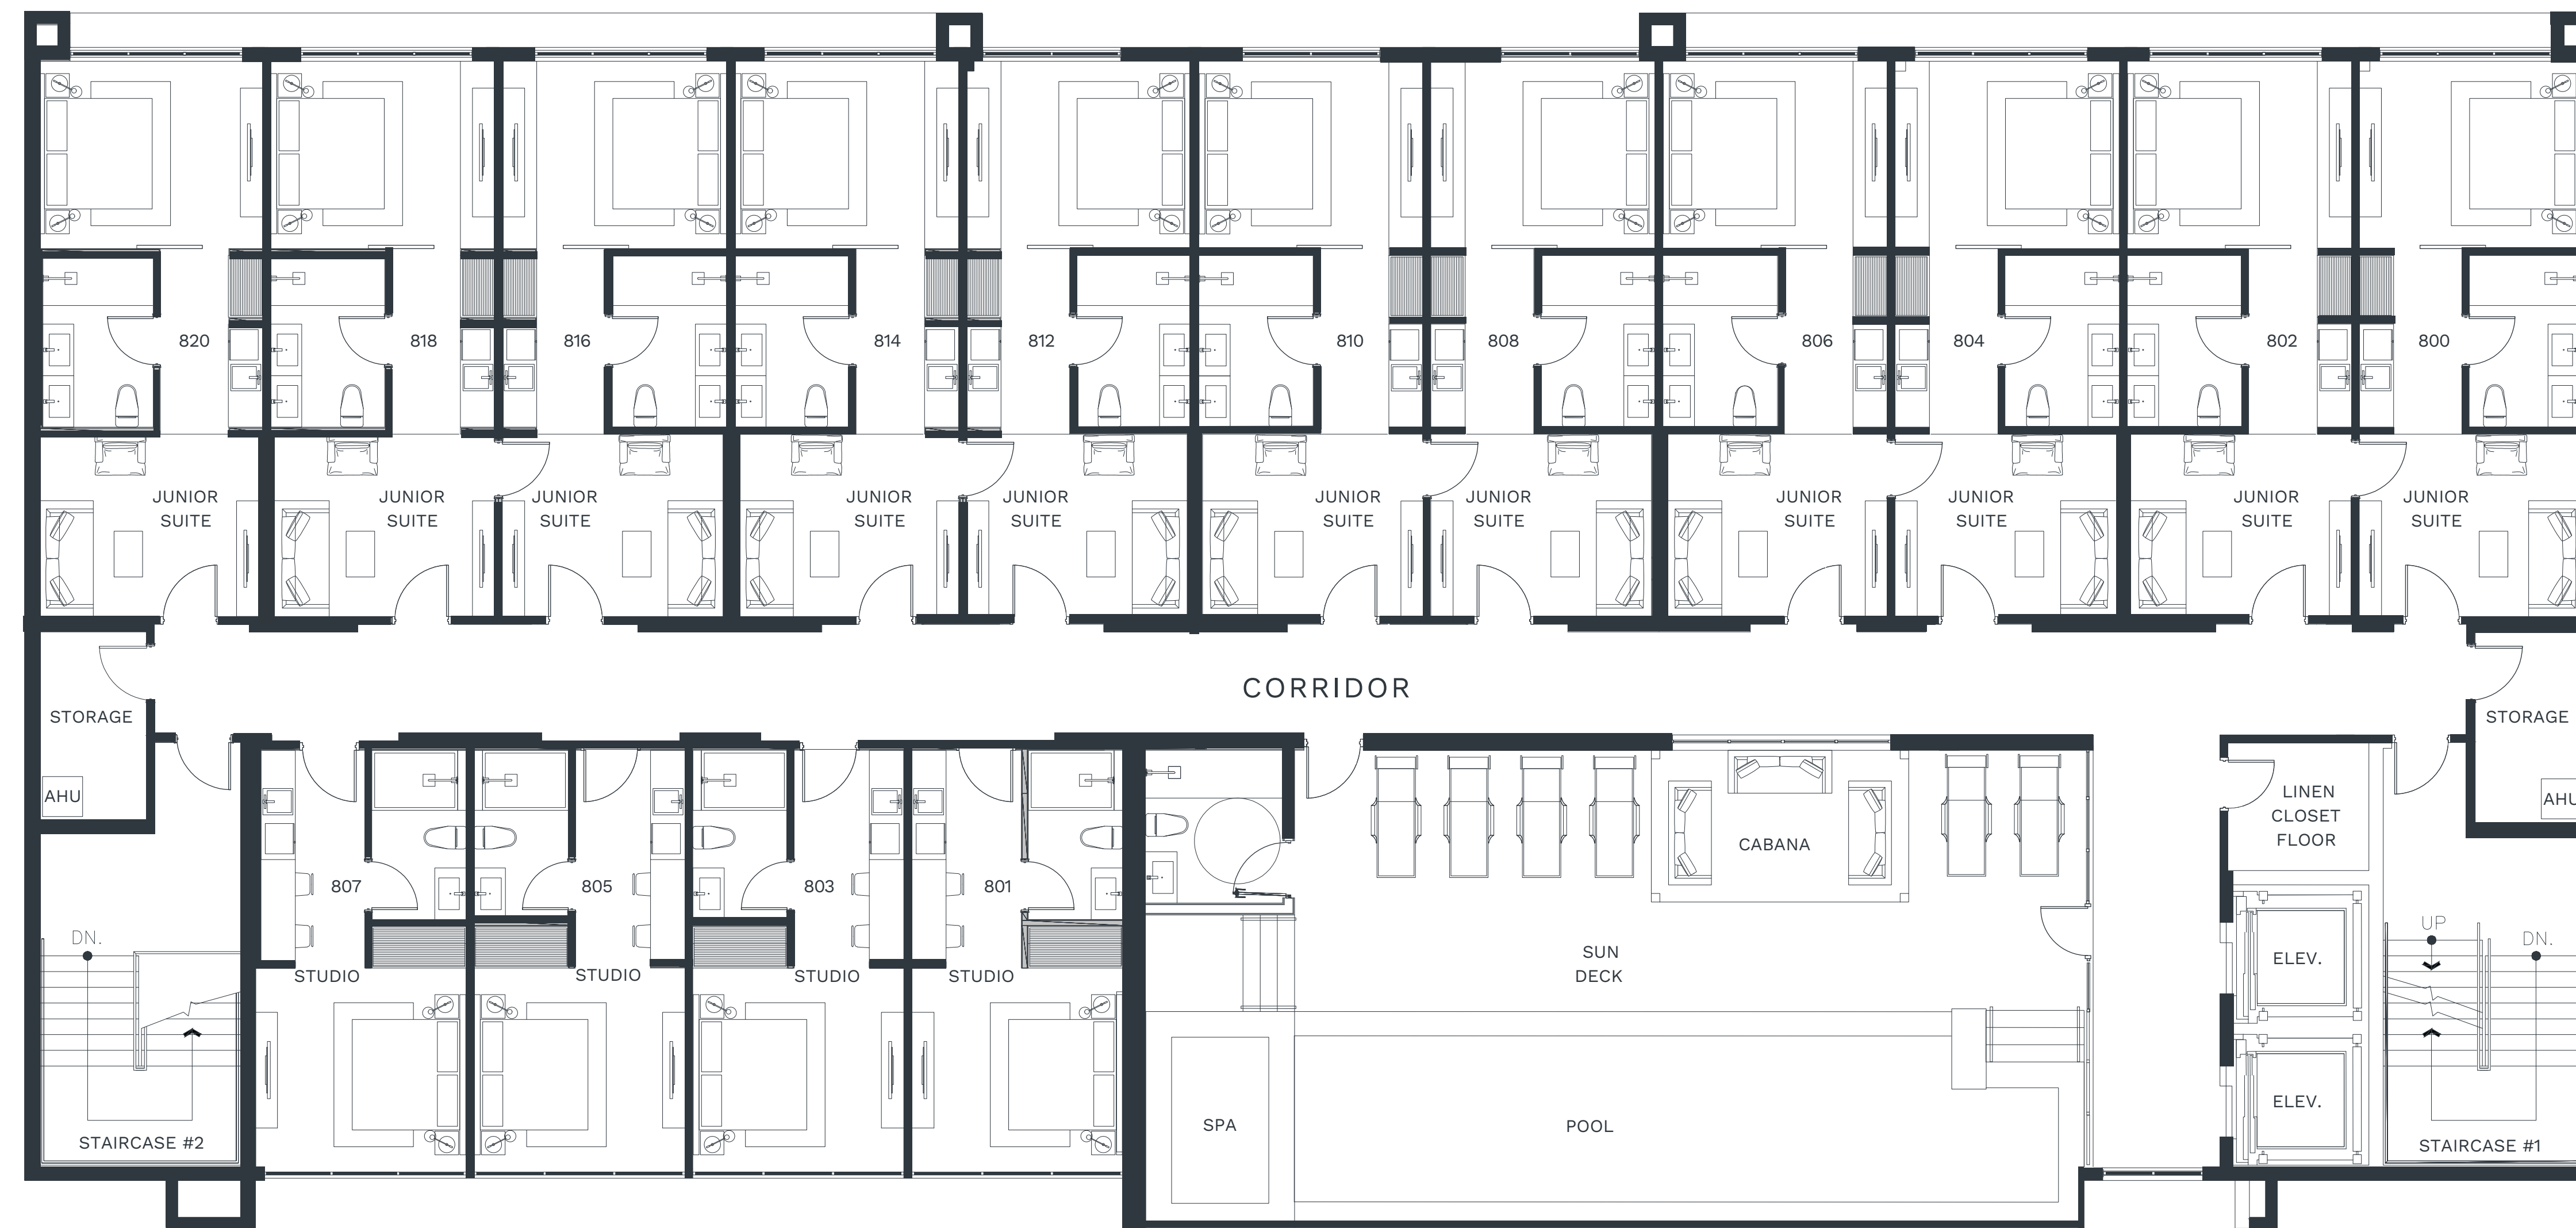 820
818
816
814
812
810
808
806
804
802
800
JUNIOR
SUITE
JUNIOR
SUITE
JUNIOR
SUITE
JUNIOR
SUITE
JUNIOR
SUITE
JUNIOR
SUITE
JUNIOR
SUITE
JUNIOR
SUITE
JUNIOR
SUITE
JUNIOR
SUITE
JUNIOR
SUITE
CORRIDOR
STORAGE
STORAGE
AHU
AHU
LINEN
CLOSET
FLOOR
CABANA
807
805
803
801
DN.
UP
DN.
SUN
DECK
ELEV.
STUDIO
STUDIO
STUDIO
STUDIO
ELEV.
SPA
POOL
STAIRCASE #2
STAIRCASE #1